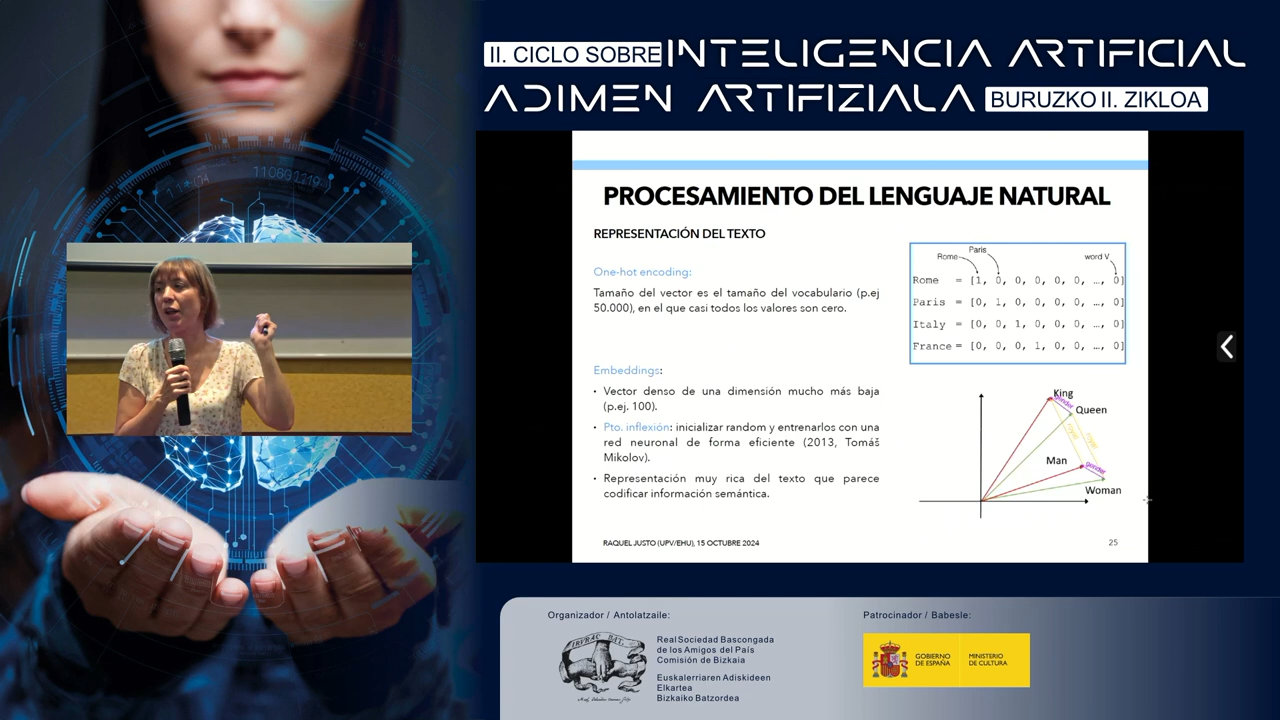 II. CICLO SOBRE INTELIGENCIA ARTIFICIAL
ADIMEN ARTIFIZIALA BURUZKO II. ZIKLOA
PROCESAMIENTO DEL LENGUAJE NATURAL
REPRESENTACIÓN DEL TEXTO
One-hot encoding:
Tamaño del vector es el tamaño del vocabulario (p.ej
50.000), en el que casi todos los valores son cero.
Paris
Rome
word V
Rome = [1, 0, 0, 0, 0, 0, …, 0]
Paris = [0, 1, 0, 0, 0, 0, …, 0]
Italy = [0, 0, 1, 0, 0, 0, …, 0]
France = [0, 0, 0, 1, 0, 0, …, 0]
Embeddings:
• Vector denso de una dimensión mucho más baja
(p.ej. 100).
• Pto. inflexión: inicializar random y entrenarlos con una
red neuronal de forma eficiente (2013, Tomáš
Mikolov).
• Representación muy rica del texto que parece
codificar información semántica.
King
gender
Queen
royal
royal
Man
gender
Woman
RAQUEL JUSTO (UPV/EHU), 15 OCTUBRE 2024
25
Organizador / Antolatzaile:
IRURAC BAT
Real Sociedad Bascongada
de los Amigos del País
Comisión de Bizkaia
Euskalerriaren Adiskideen
Elkartea
Bizkaiko Batzordea
Patrocinador / Babesle:
GOBIERNO
DE ESPAÑA
MINISTERIO
DE CULTURA